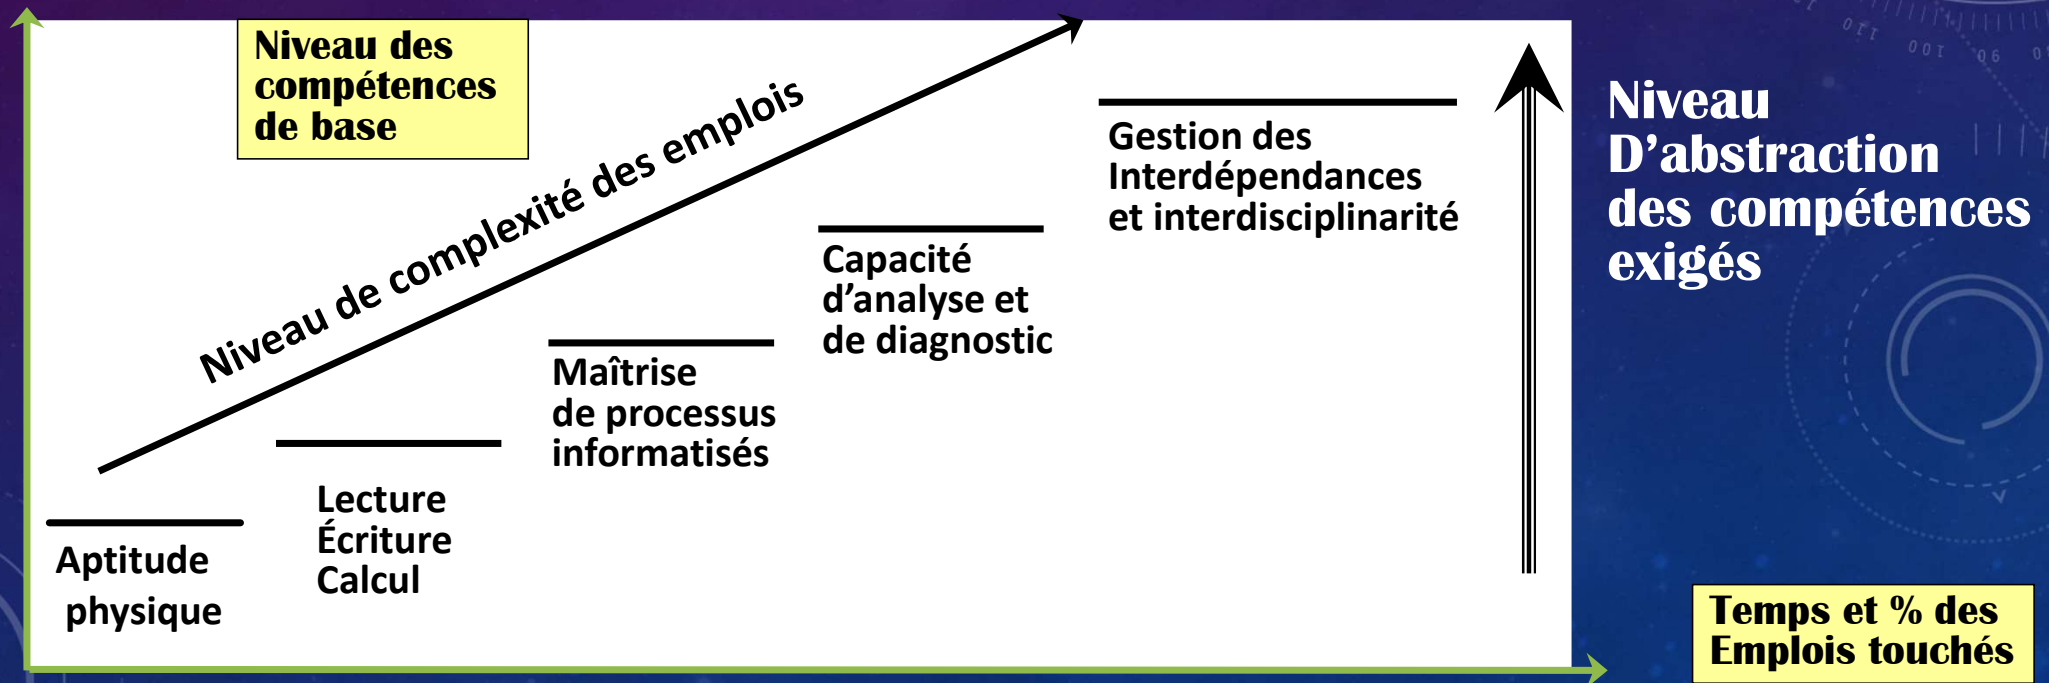 Niveau des
compétences
de base
Niveau de complexité des emplois
Gestion des
Interdépendances
et interdisciplinarité
Capacité
d’analyse et
de diagnostic
Maîtrise
de processus
informatisés
Lecture
Écriture
Calcul
Aptitude
physique
Niveau
D’abstraction
des compétences
exigés
Temps et % des
Emplois touchés